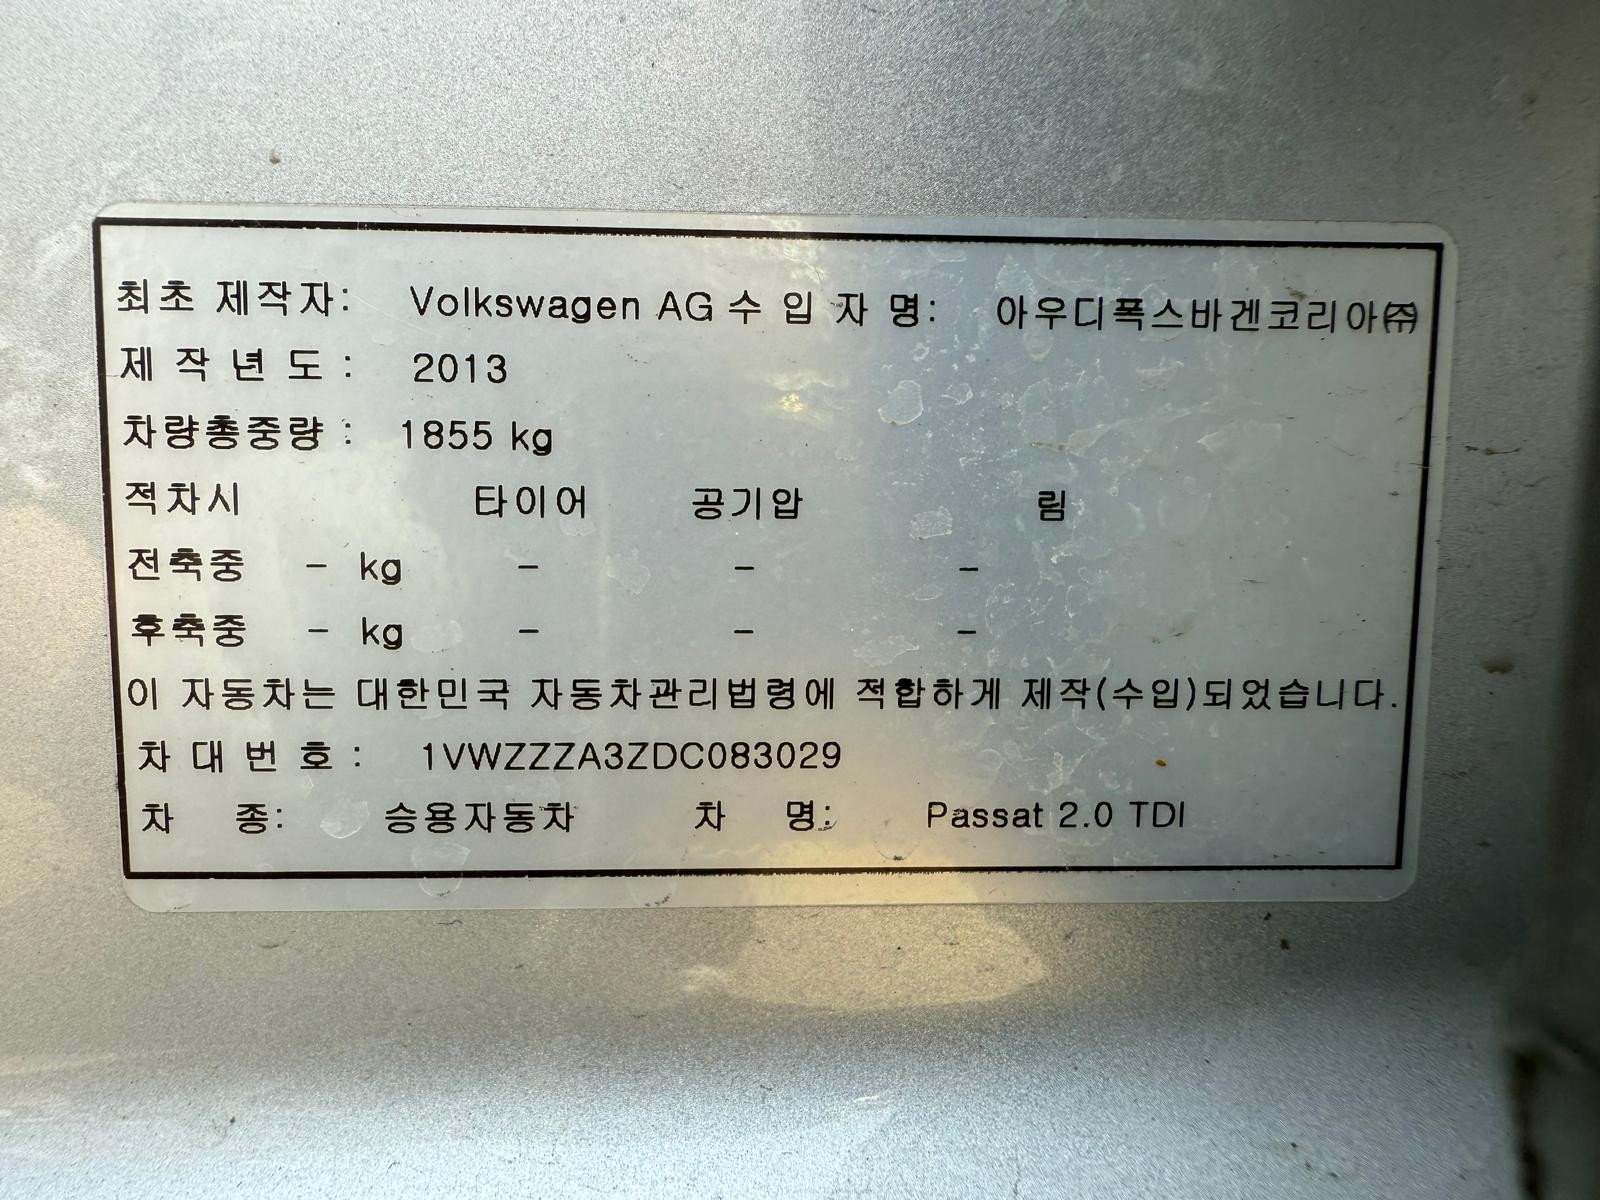 최초 제작자: Volkswagen AG 수 입 자 명: 아우디폭스바겐코리아㈜
제 작 년 도 : 2013
차량총중량 : 1855 kg
적차시 타이어 공기압 림
전축중 - kg - - -
후축중 - kg - - -
이 자동차는 대한민국 자동차관리법령에 적합하게 제작(수입)되었습니다.
차 대 번 호 : 1VWZZZA3ZDC083029
차 종: 승용자동차 차 명: Passat 2.0 TDI